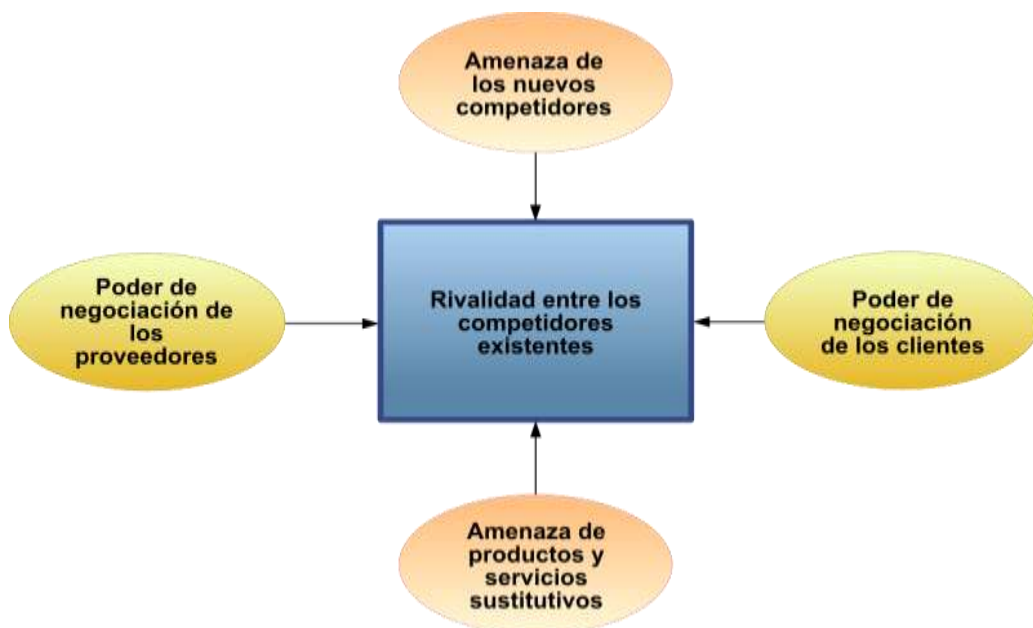 Amenaza de
los nuevos
competidores
Poder de
negociación de
los
proveedores
Rivalidad entre los
competidores
existentes
Poder de
negociación
de los clientes
Amenaza de
productos y
servicios
sustitutivos